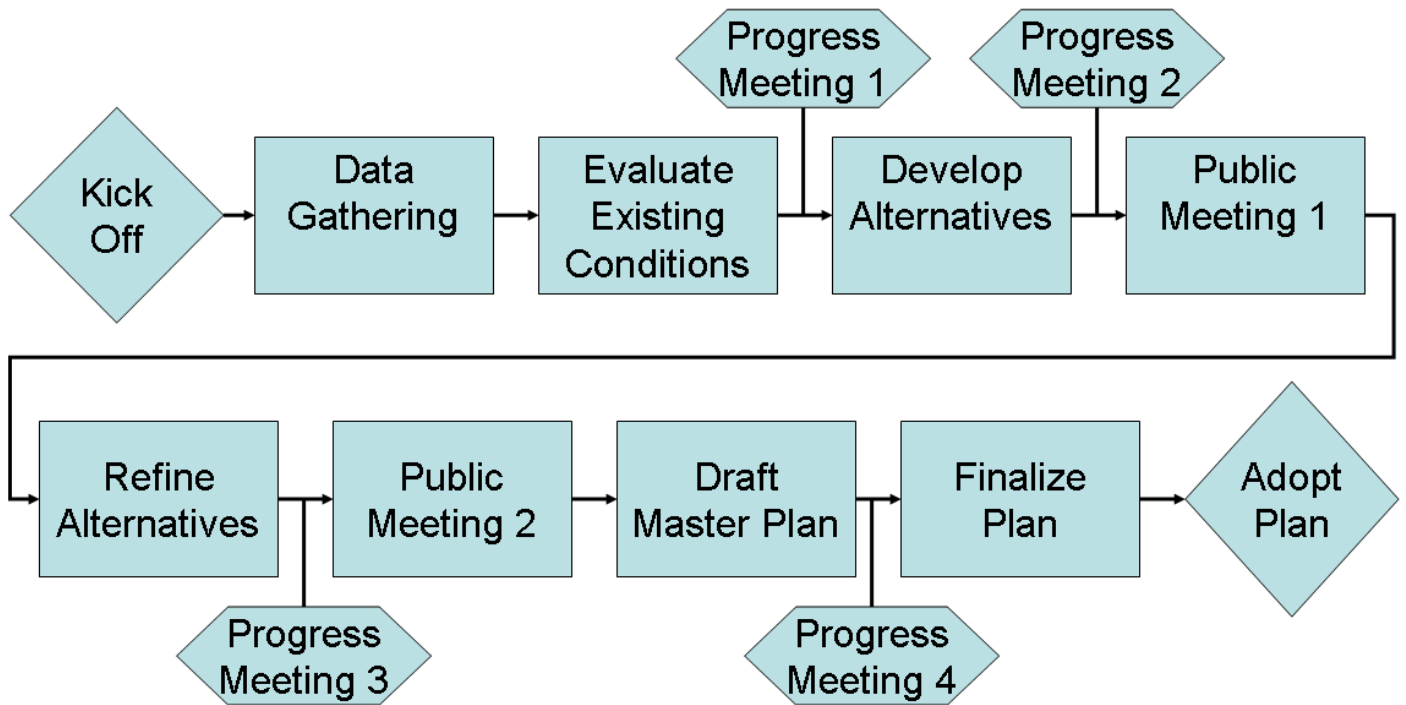 Progress
Meeting 1
Progress
Meeting 2
Kick
Off
Data
Gathering
Evaluate
Existing
Conditions
Develop
Alternatives
Public
Meeting 1
Refine
Alternatives
Public
Meeting 2
Draft
Master Plan
Finalize
Plan
Adopt
Plan
Progress
Meeting 3
Progress
Meeting 4